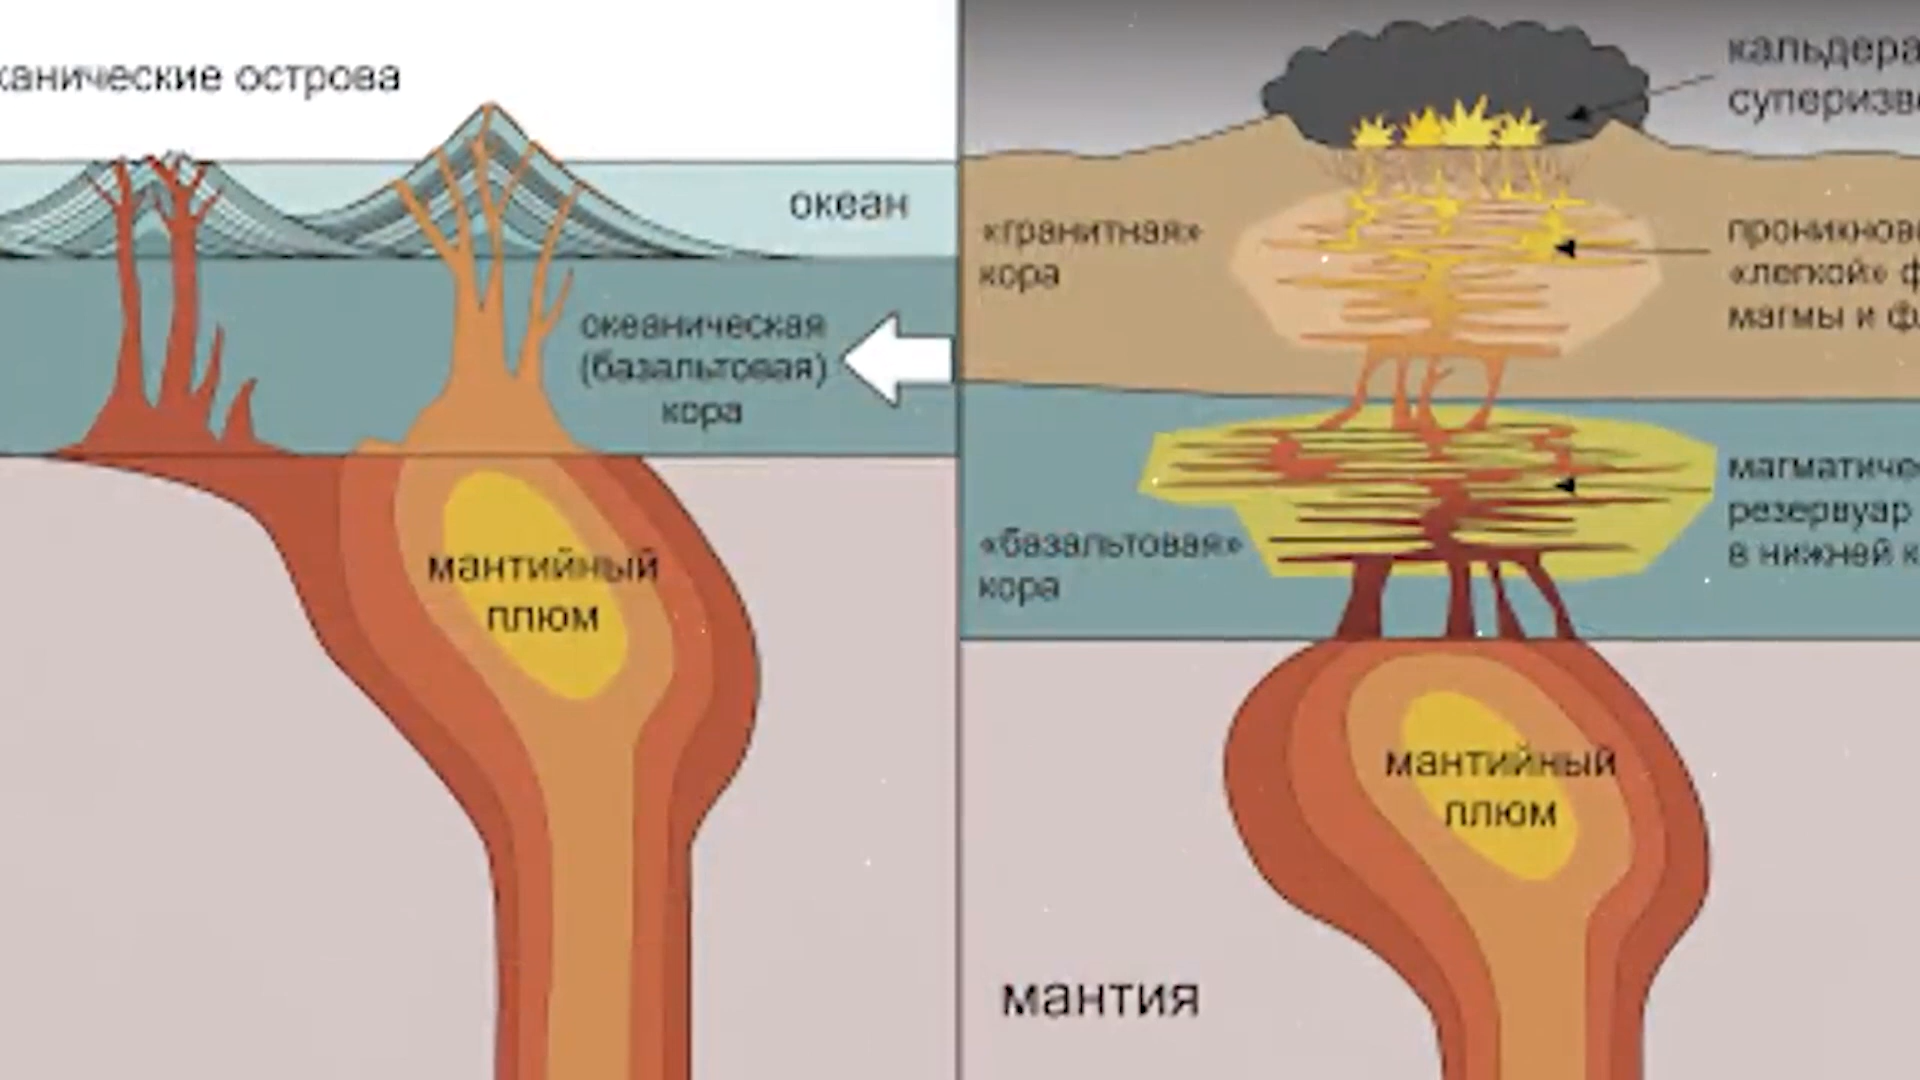 канические острова
океан
океаническая
(базальтовая)
кора
мантийный
плюм
кальдера
суперизв
«гранитная»
кора
проникнов
«легкой» ф
магмы и ф
магматиче
резервуар
в нижней к
«базальтовая»
кора
мантийный
плюм
мантия